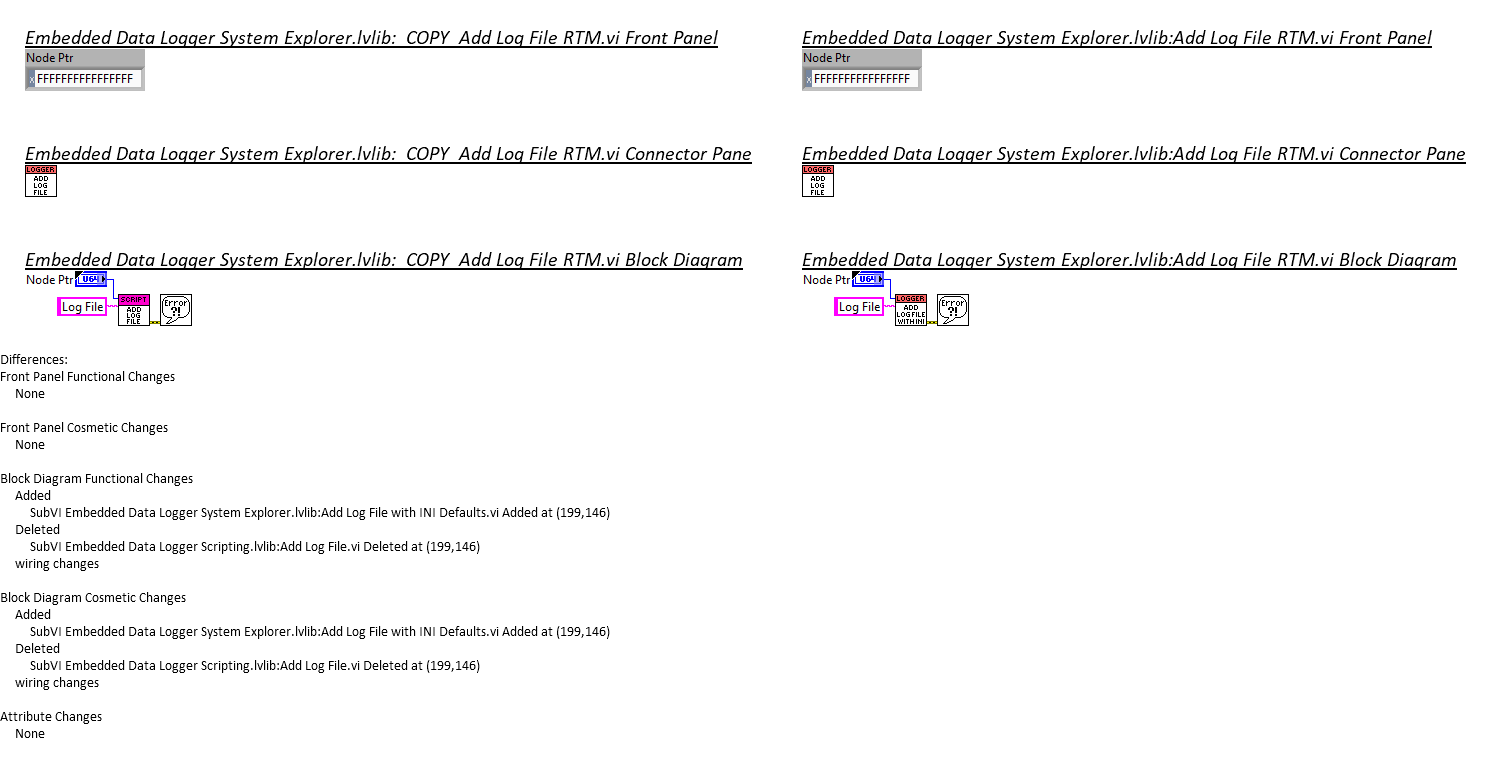 Embedded Data Logger System Explorer.lvlib:  COPY  Add Log File RTM.vi Front Panel
Node Ptr
x FFFFFFFFFFFFFFFF
Embedded Data Logger System Explorer.lvlib:Add Log File RTM.vi Front Panel
Node Ptr
x FFFFFFFFFFFFFFFF
Embedded Data Logger System Explorer.lvlib:  COPY  Add Log File RTM.vi Connector Pane
LOGGER
ADD
LOG
FILE
Embedded Data Logger System Explorer.lvlib:Add Log File RTM.vi Connector Pane
LOGGER
ADD
LOG
FILE
Embedded Data Logger System Explorer.lvlib:  COPY  Add Log File RTM.vi Block Diagram
Node Ptr U64
Log File
SCRIPT
ADD
LOG
FILE
Error
?!
Embedded Data Logger System Explorer.lvlib:Add Log File RTM.vi Block Diagram
Node Ptr U64
Log File
LOGGER
ADD
LOG FILE
WITH INI
Error
?!
Differences:
Front Panel Functional Changes
None
Front Panel Cosmetic Changes
None
Block Diagram Functional Changes
Added
SubVI Embedded Data Logger System Explorer.lvlib:Add Log File with INI Defaults.vi Added at (199,146)
Deleted
SubVI Embedded Data Logger Scripting.lvlib:Add Log File.vi Deleted at (199,146)
wiring changes
Block Diagram Cosmetic Changes
Added
SubVI Embedded Data Logger System Explorer.lvlib:Add Log File with INI Defaults.vi Added at (199,146)
Deleted
SubVI Embedded Data Logger Scripting.lvlib:Add Log File.vi Deleted at (199,146)
wiring changes
Attribute Changes
None